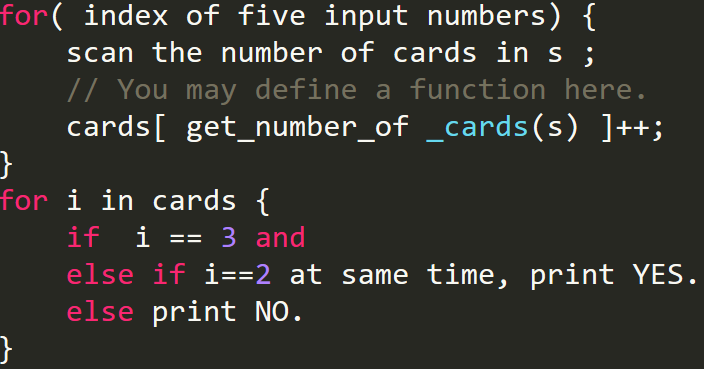 for( index of five input numbers) {
scan the number of cards in s ;
// You may define a function here.
cards[ get_number_of _cards(s) ]++;
}
for i in cards {
if  i == 3 and
else if i==2 at same time, print YES.
else print NO.
}